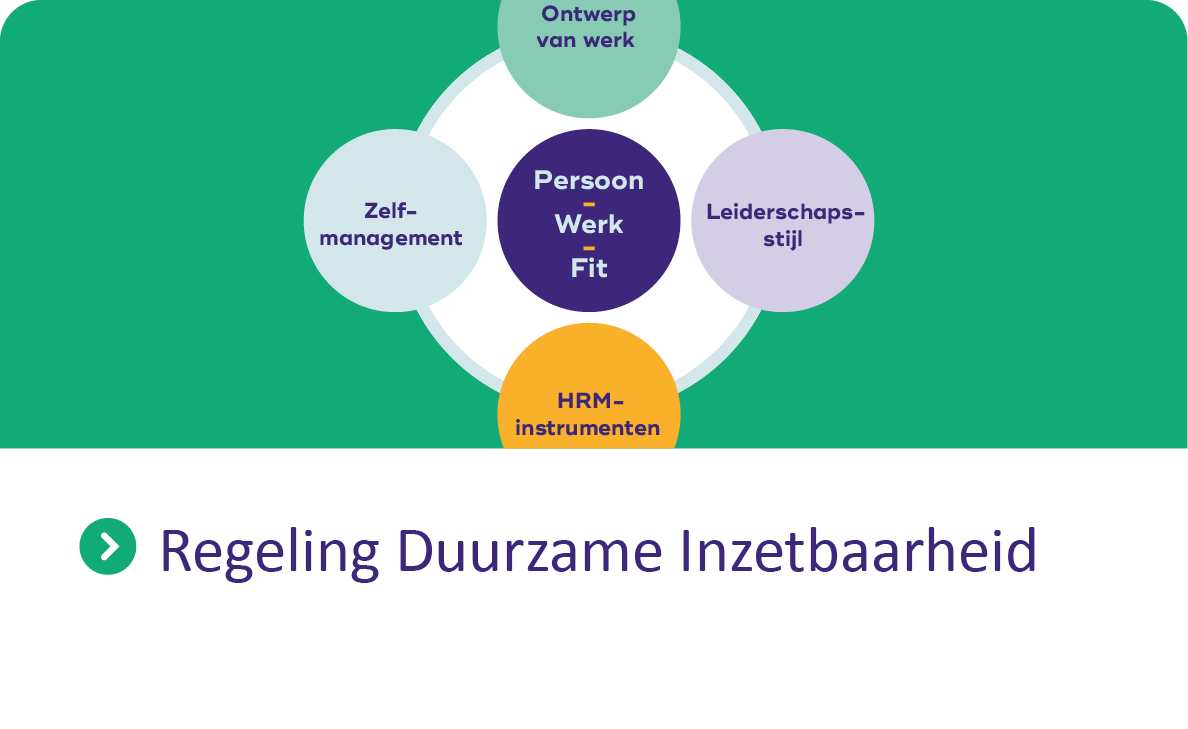 Ontwerp
van werk
Zelf-
management
Persoon
-
Werk
-
Fit
Leiderschaps-
stijl
HRM-
instrumenten
Regeling Duurzame Inzetbaarheid